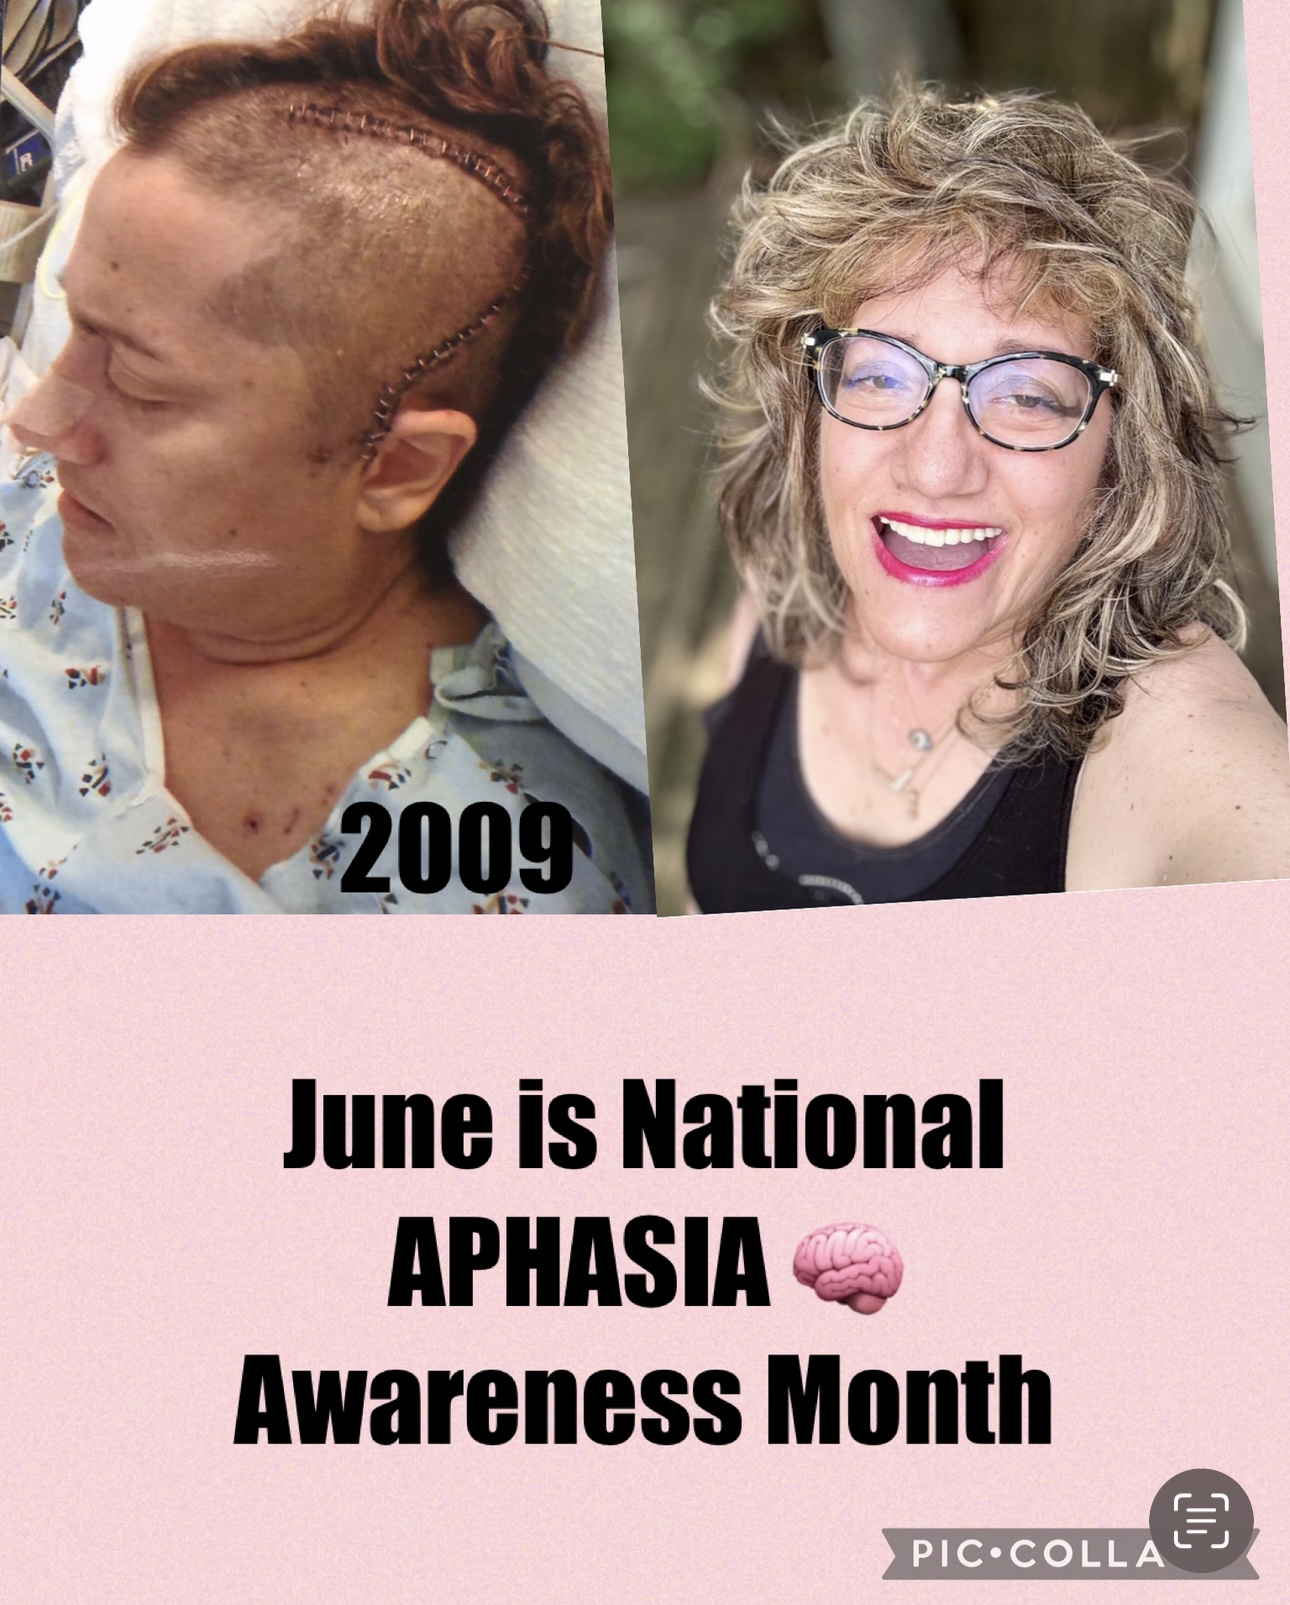 2009
June is National
APHASIA 🧠
Awareness Month
PIC•COLLA